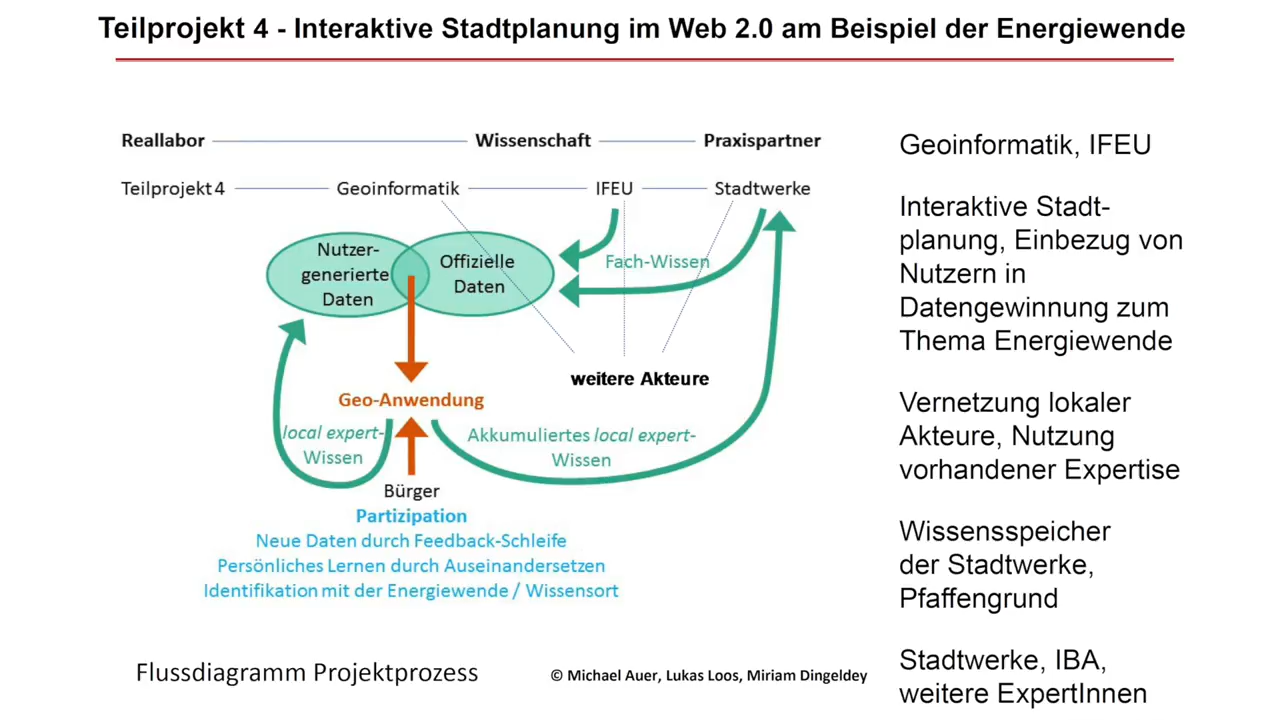 Teilprojekt 4 - Interaktive Stadtplanung im Web 2.0 am Beispiel der Energiewende
Reallabor Wissenschaft Praxispartner
Teilprojekt 4 Geoinformatik IFEU Stadtwerke
Nutzer-
generierte
Daten
Offizielle
Daten
Fach-Wissen
weitere Akteure
Geo-Anwendung
local expert-
Wissen
Akkumuliertes local expert-
Wissen
Bürger
Partizipation
Neue Daten durch Feedback-Schleife
Persönliches Lernen durch Auseinandersetzen
Identifikation mit der Energiewende / Wissensort
Flussdiagramm Projektprozess
© Michael Auer, Lukas Loos, Miriam Dingeldey
Geoinformatik, IFEU
Interaktive Stadt-
planung, Einbezug von
Nutzern in
Datengewinnung zum
Thema Energiewende
Vernetzung lokaler
Akteure, Nutzung
vorhandener Expertise
Wissensspeicher
der Stadtwerke,
Pfaffengrund
Stadtwerke, IBA,
weitere ExpertInnen